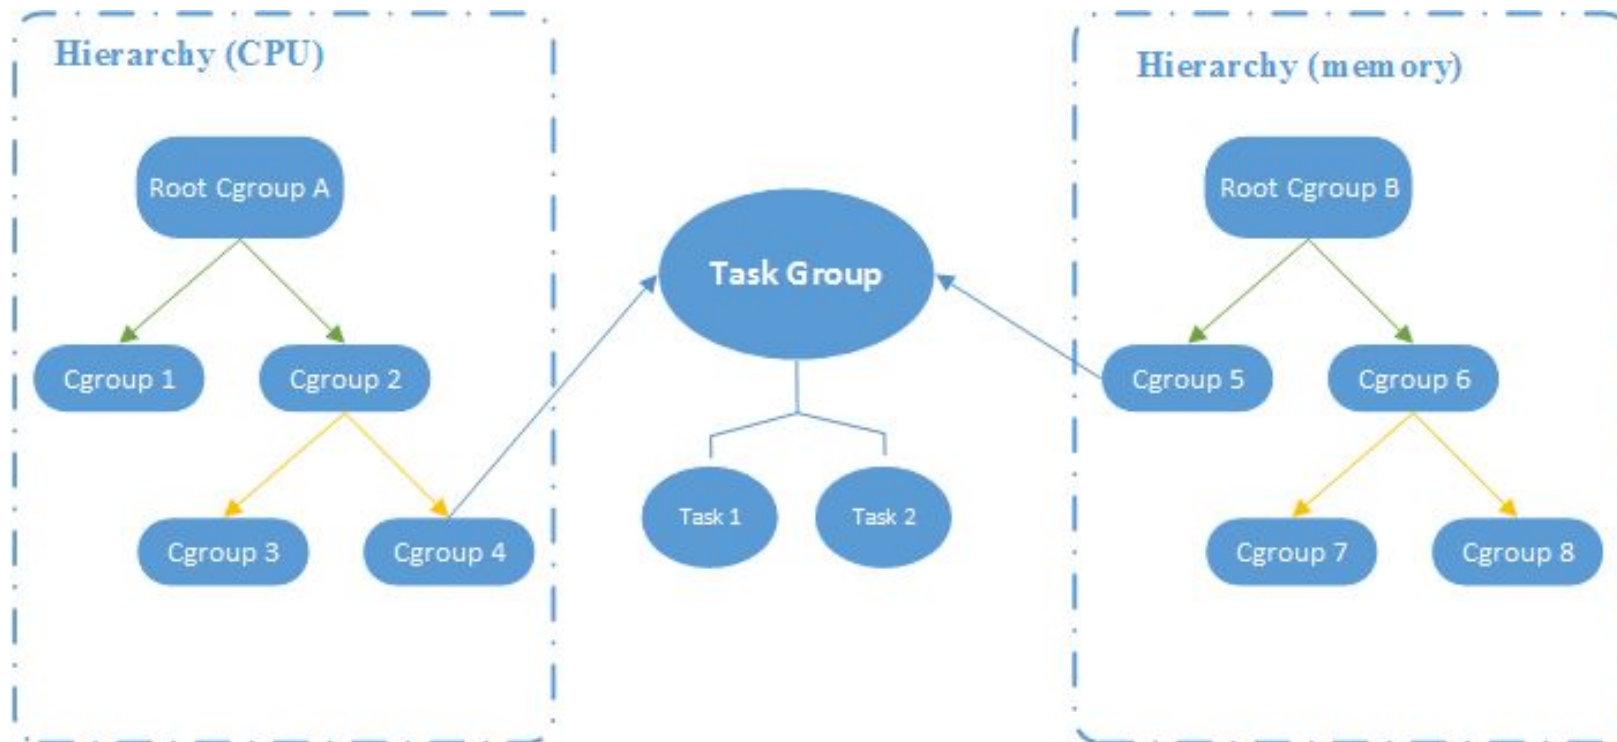 Hierarchy (CPU)
Root Cgroup A
Cgroup 1
Cgroup 2
Cgroup 3
Cgroup 4
Task Group
Task 1
Task 2
Hierarchy (memory)
Root Cgroup B
Cgroup 5
Cgroup 6
Cgroup 7
Cgroup 8